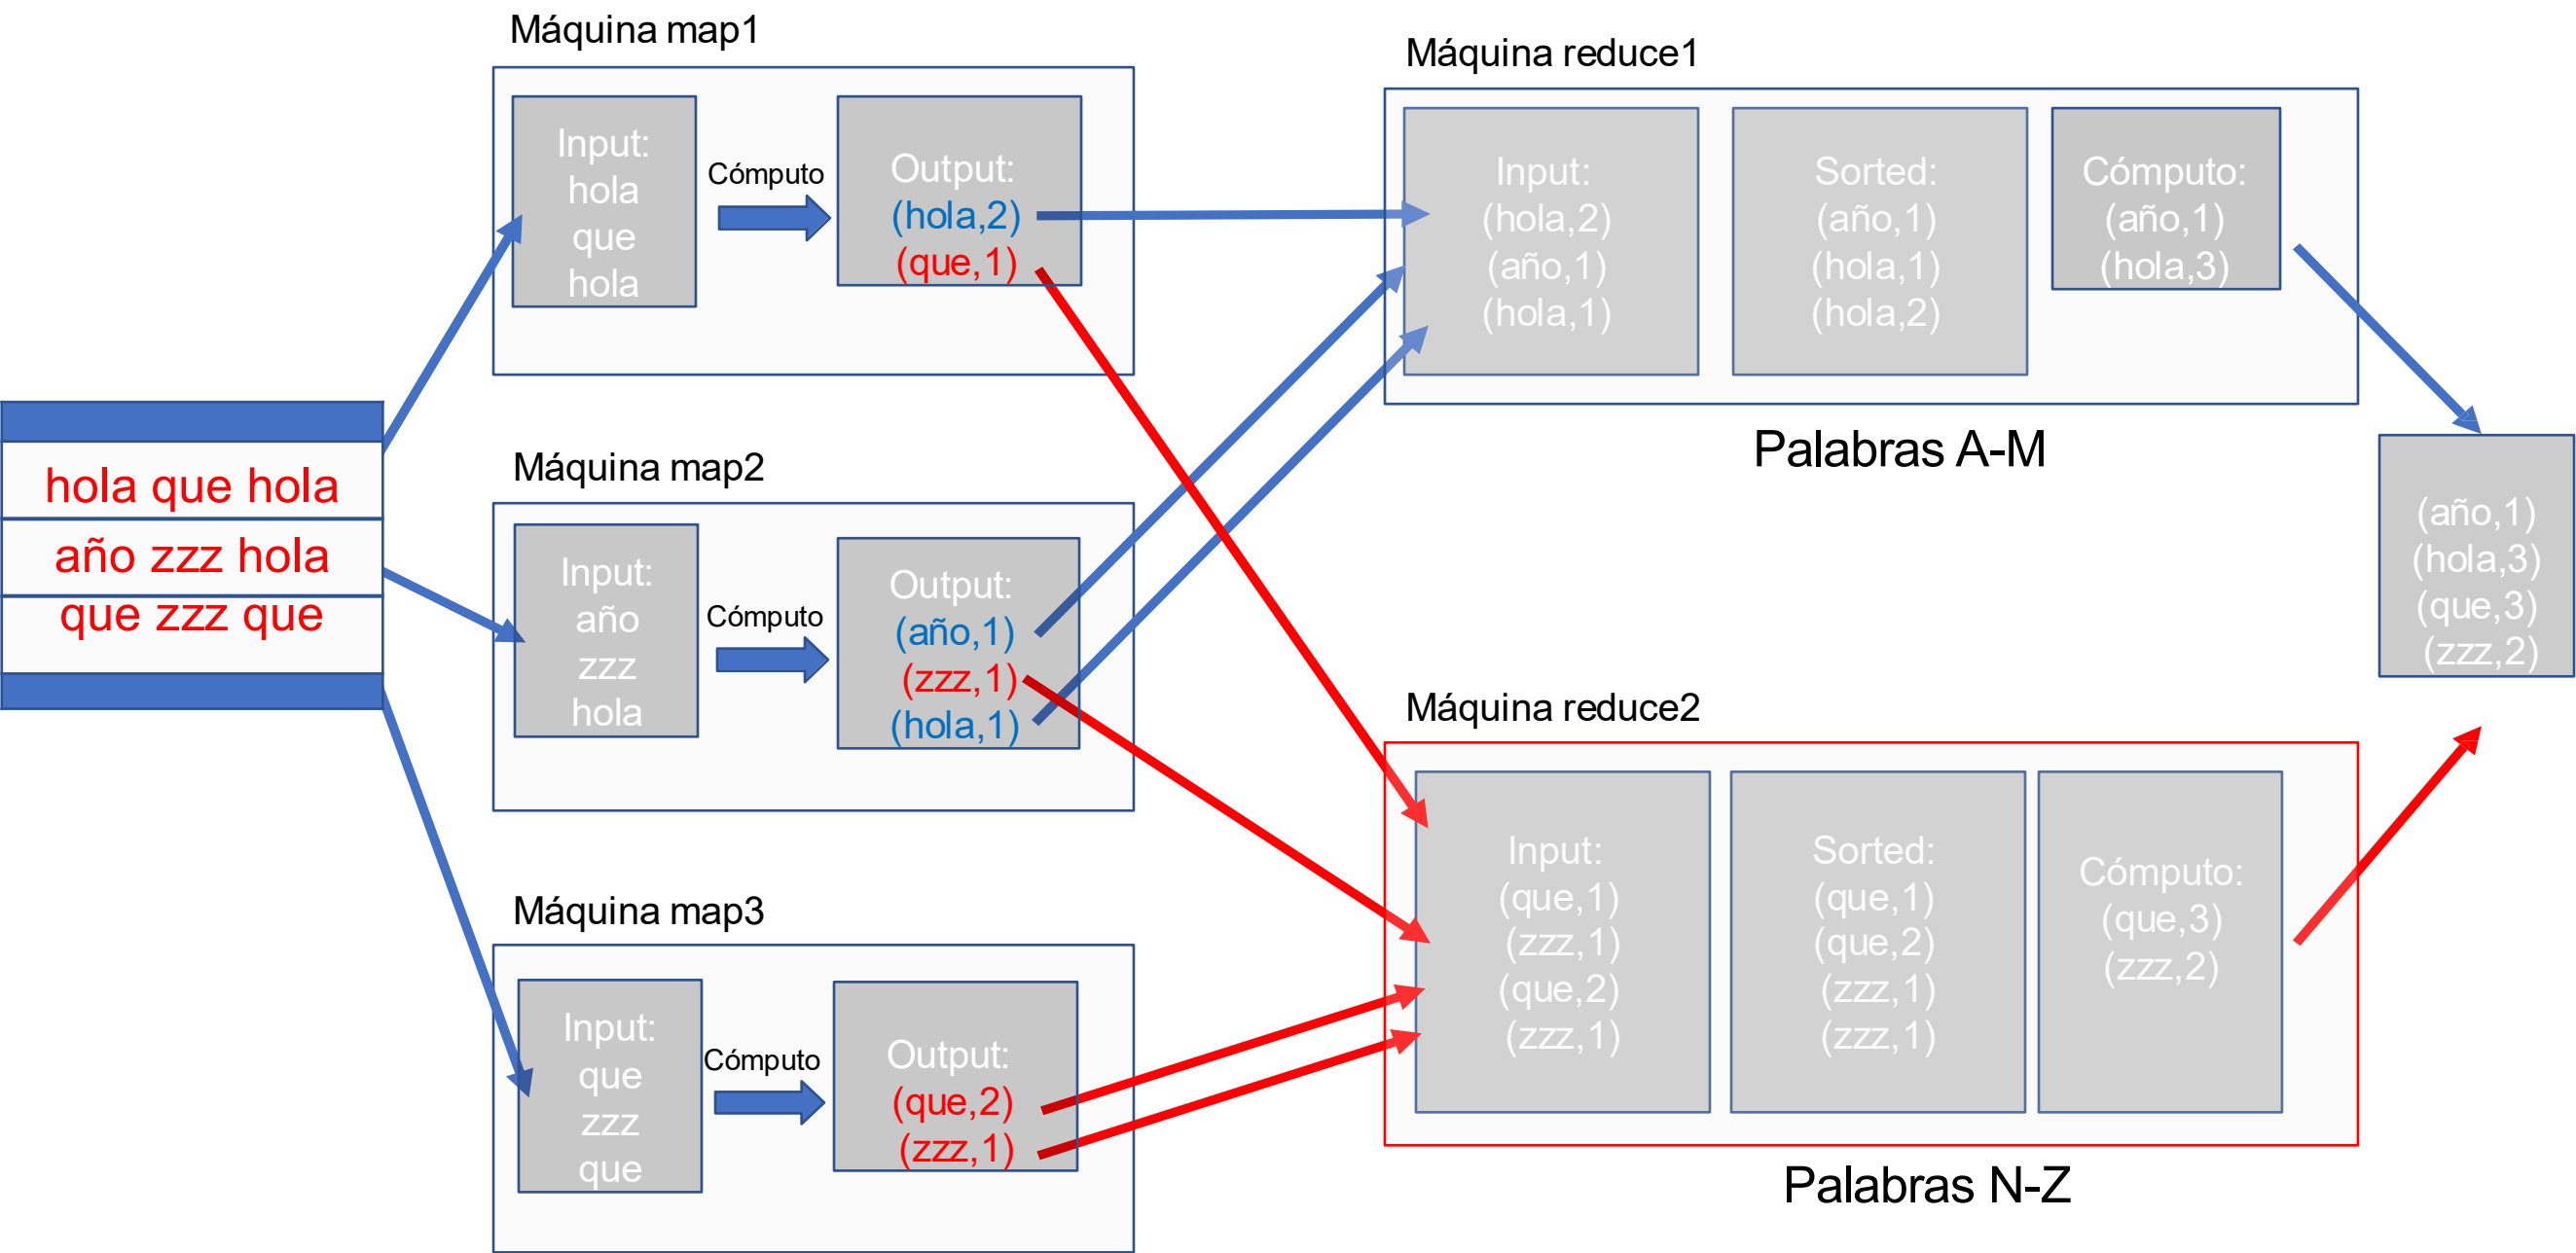 hola que hola
año zzz hola
que zzz que
Máquina map1
Input:
hola
que
hola
Cómputo
Output:
(hola,2)
(que,1)
Máquina map2
Input:
año
zzz
hola
Cómputo
Output:
(año,1)
(zzz,1)
(hola,1)
Máquina map3
Input:
que
zzz
que
Cómputo
Output:
(que,2)
(zzz,1)
Máquina reduce1
Input:
(hola,2)
(año,1)
(hola,1)
Sorted:
(año,1)
(hola,1)
(hola,2)
Cómputo:
(año,1)
(hola,3)
Palabras A-M
Máquina reduce2
Input:
(que,1)
(zzz,1)
(que,2)
(zzz,1)
Sorted:
(que,1)
(que,2)
(zzz,1)
(zzz,1)
Cómputo:
(que,3)
(zzz,2)
Palabras N-Z
(año,1)
(hola,3)
(que,3)
(zzz,2)